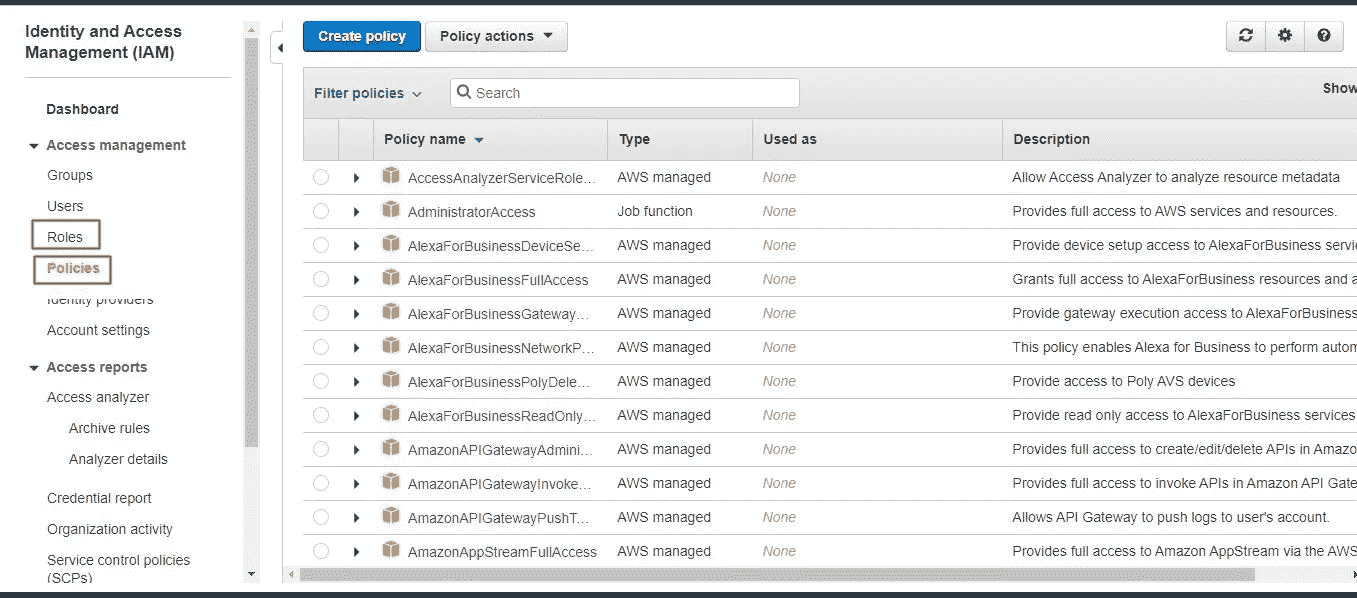 Identity and Access
Management (IAM)
Dashboard
Access management
Groups
Users
Roles
Policies
Identity providers
Account settings
Access reports
Access analyzer
Archive rules
Analyzer details
Credential report
Organization activity
Service control policies
(SCPs)
Create policy Policy actions
Filter policies Search Show
Policy name Type Used as Description
AccessAnalyzerServiceRole... AWS managed None Allow Access Analyzer to analyze resource metadata
AdministratorAccess Job function None Provides full access to AWS services and resources.
AlexaForBusinessDeviceSe... AWS managed None Provide device setup access to AlexaForBusiness servi
AlexaForBusinessFullAccess AWS managed None Grants full access to AlexaForBusiness resources and a
AlexaForBusinessGateway... AWS managed None Provide gateway execution access to AlexaForBusiness
AlexaForBusinessNetworkP... AWS managed None This policy enables Alexa for Business to perform autom
AlexaForBusinessPolyDele... AWS managed None Provide access to Poly AVS devices
AlexaForBusinessReadOnly... AWS managed None Provide read only access to AlexaForBusiness services
AmazonAPIGatewayAdmini... AWS managed None Provides full access to create/edit/delete APIs in Amazo
AmazonAPIGatewayInvoke... AWS managed None Provides full access to invoke APIs in Amazon API Gate
AmazonAPIGatewayPushT... AWS managed None Allows API Gateway to push logs to user's account.
AmazonAppStreamFullAccess AWS managed None Provides full access to Amazon AppStream via the AWS